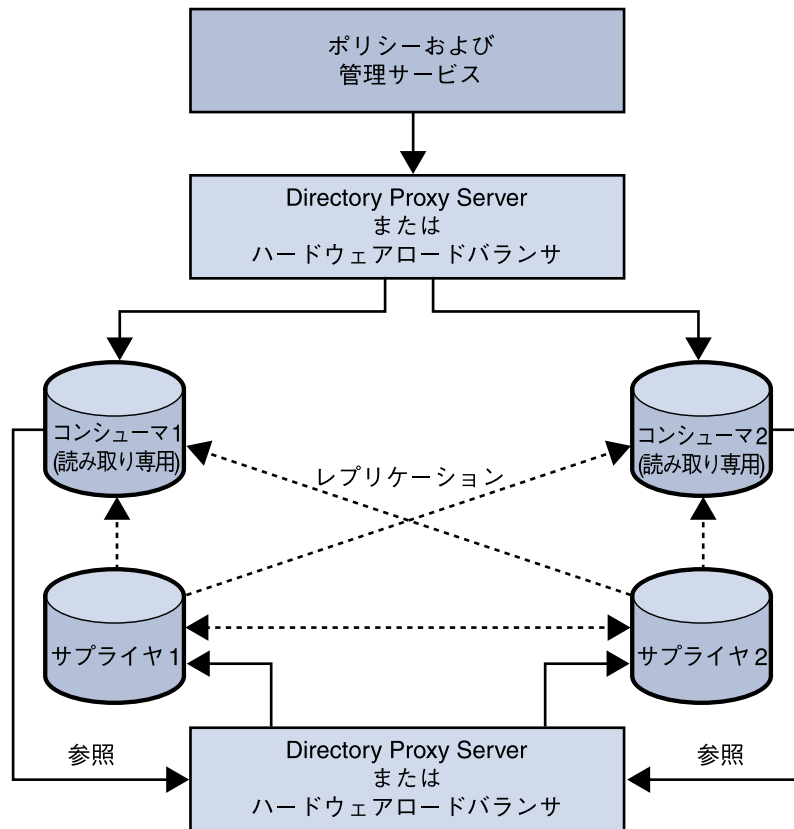 ポリシーおよび
管理サービス
Directory Proxy Server
または
ハードウェアロードバランサ
コンシューマ1
(読み取り専用)
コンシューマ2
(読み取り専用)
レプリケーション
サプライヤ1
サプライヤ2
参照
参照
Directory Proxy Server
または
ハードウェアロードバランサ